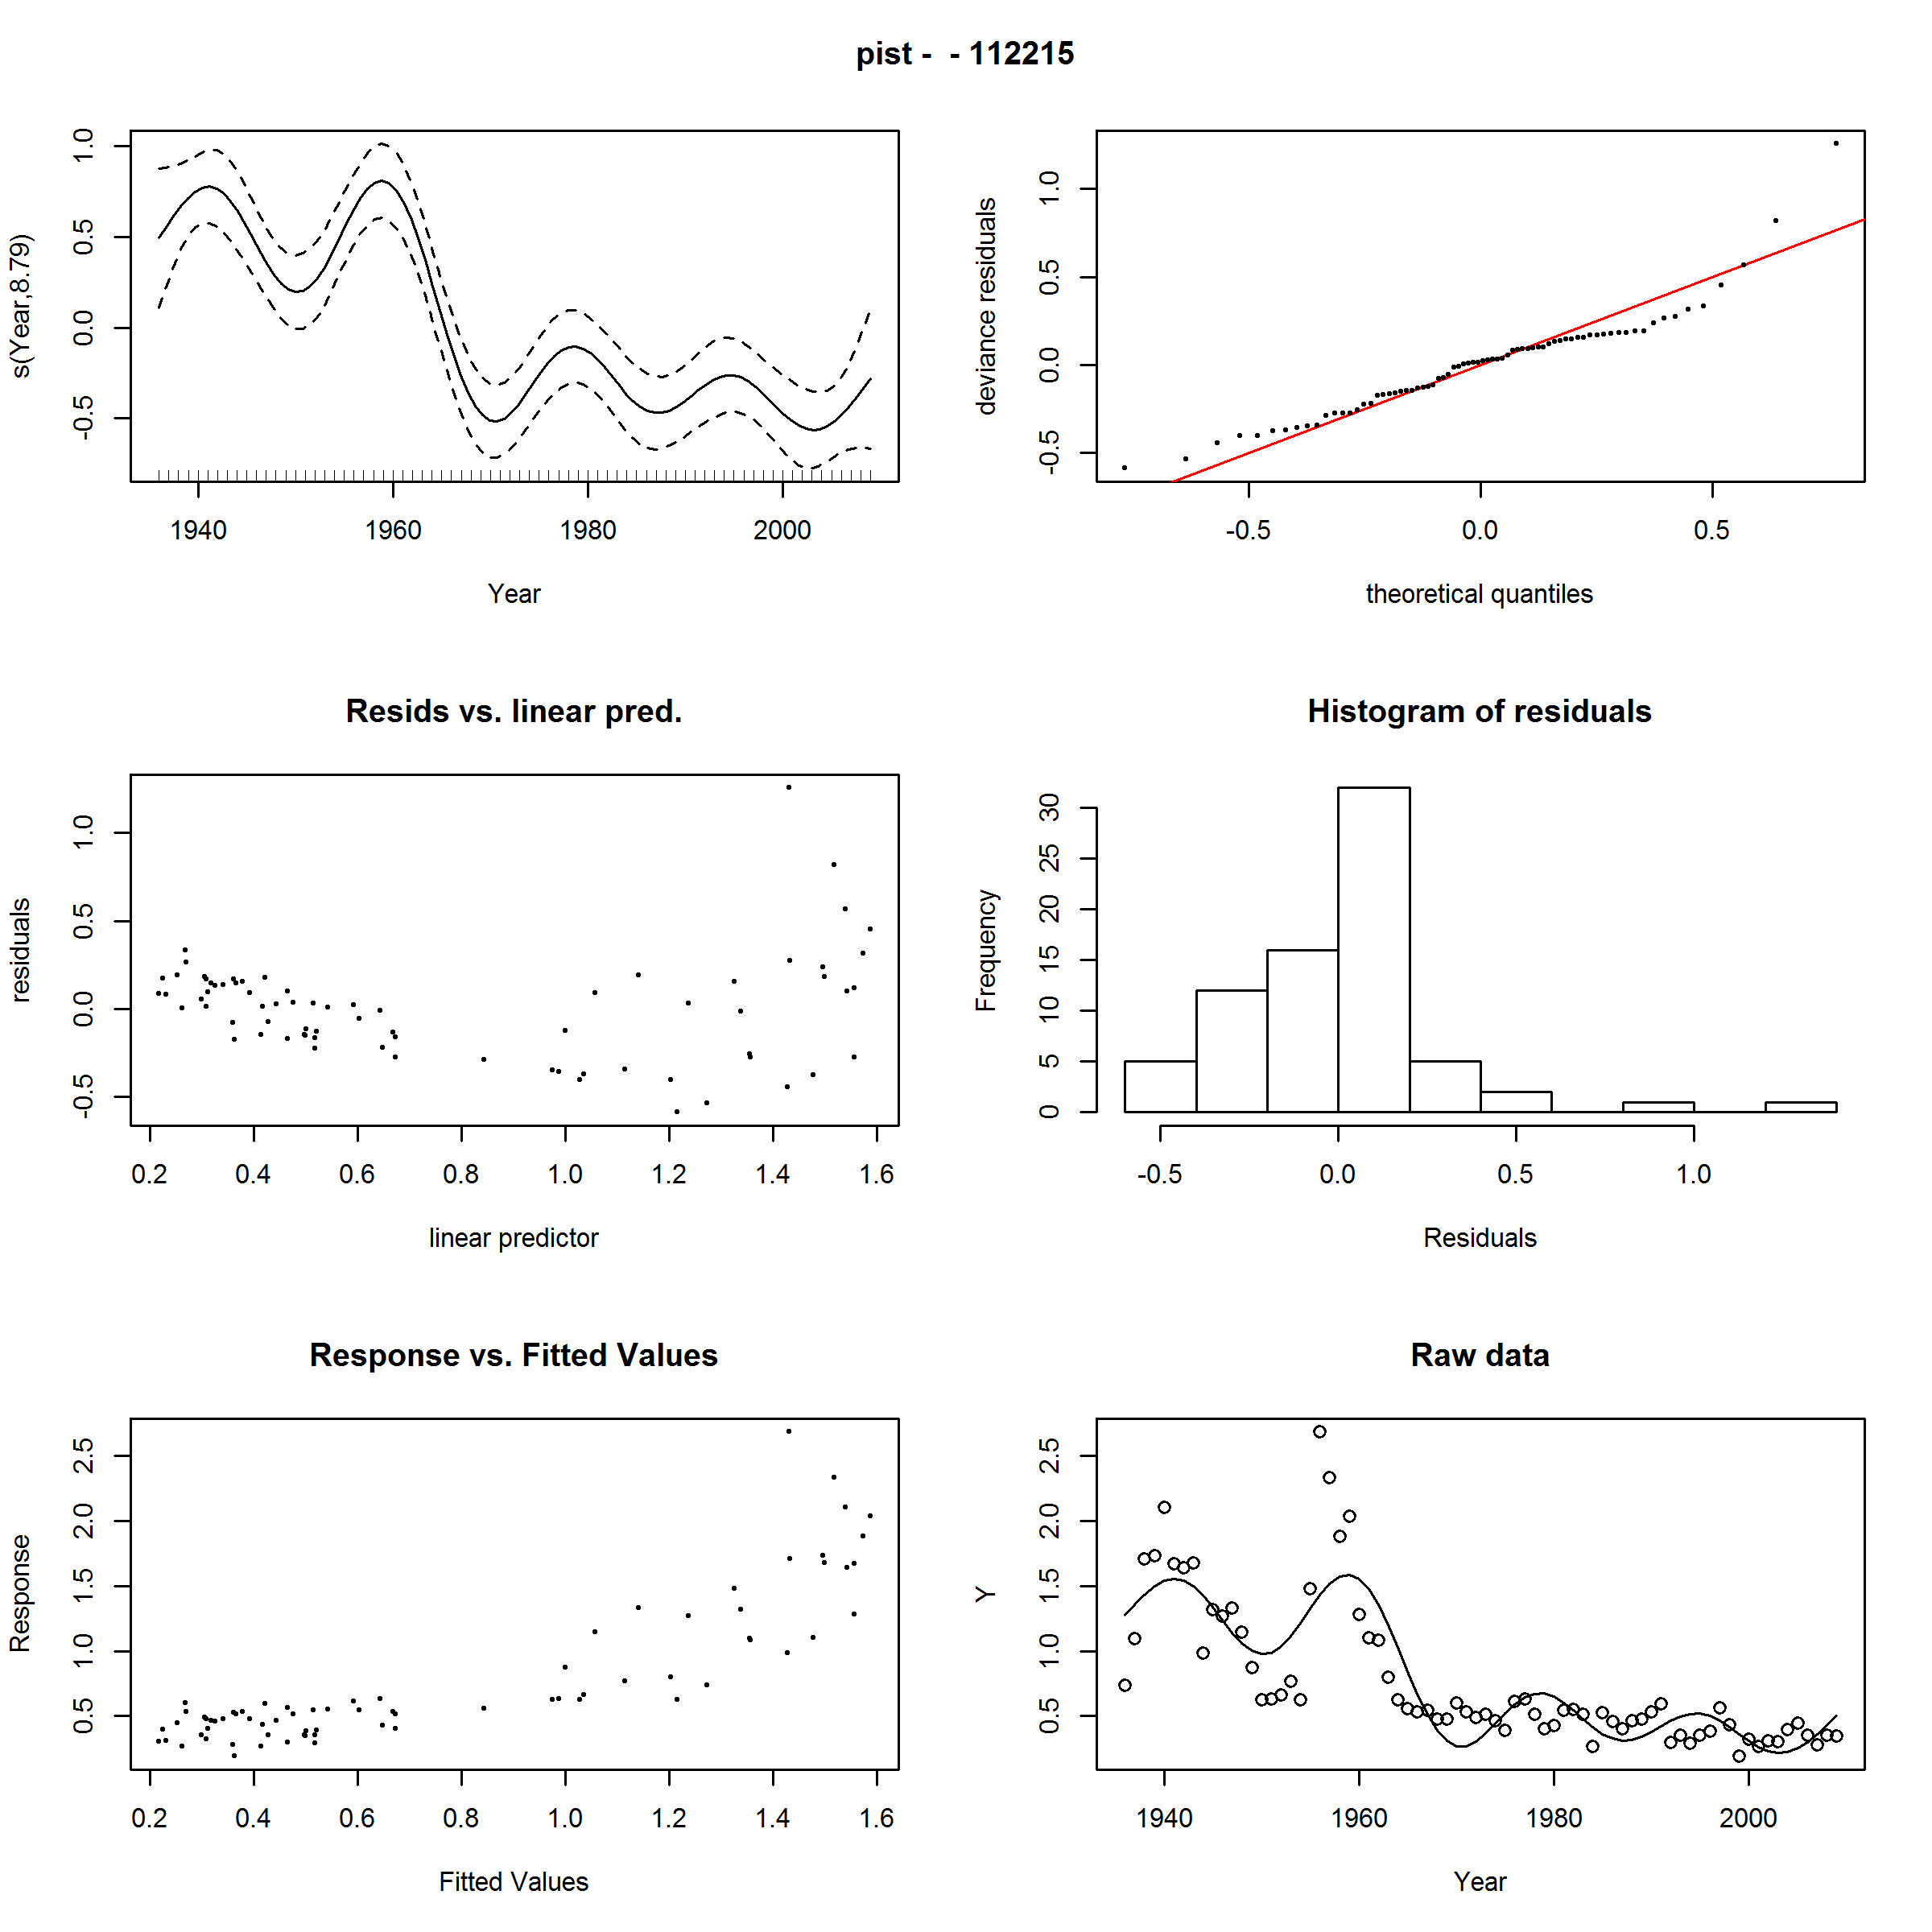 pist -  - 112215
s(Year,8.79)
-0.5 0.0 0.5 1.0
1940 1960 1980 2000
Year
deviance residuals
-0.5 0.0 0.5 1.0
-0.5 0.0 0.5
theoretical quantiles
Resids vs. linear pred.
residuals
-0.5 0.0 0.5 1.0
0.2 0.4 0.6 0.8 1.0 1.2 1.4 1.6
linear predictor
Histogram of residuals
Frequency
0 5 10 15 20 25 30
-0.5 0.0 0.5 1.0
Residuals
Response vs. Fitted Values
Response
0.5 1.0 1.5 2.0 2.5
0.2 0.4 0.6 0.8 1.0 1.2 1.4 1.6
Fitted Values
Raw data
Y
0.5 1.0 1.5 2.0 2.5
1940 1960 1980 2000
Year